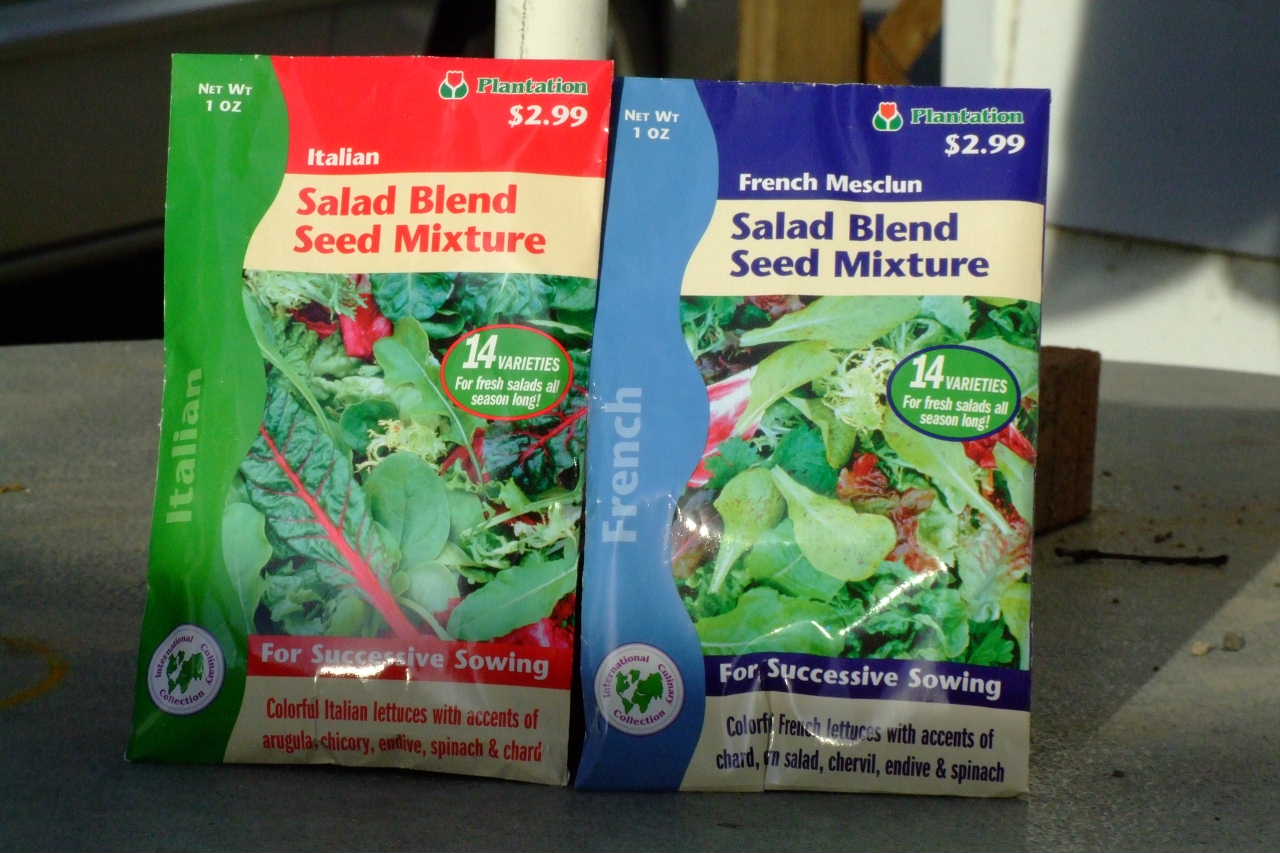 NET WT
1 OZ
Plantation
$2.99
Italian
Salad Blend
Seed Mixture
14 VARIETIES
For fresh salads all
season long!
Italian
For Successive Sowing
International Culinary
Collection
Colorful Italian lettuces with accents of
arugula, chicory, endive, spinach & chard
NET WT
1 OZ
Plantation
$2.99
French Mesclun
Salad Blend
Seed Mixture
14 VARIETIES
For fresh salads all
season long!
French
For Successive Sowing
International Culinary
Collection
Colorful French lettuces with accents of
chard, salad, chervil, endive & spinach